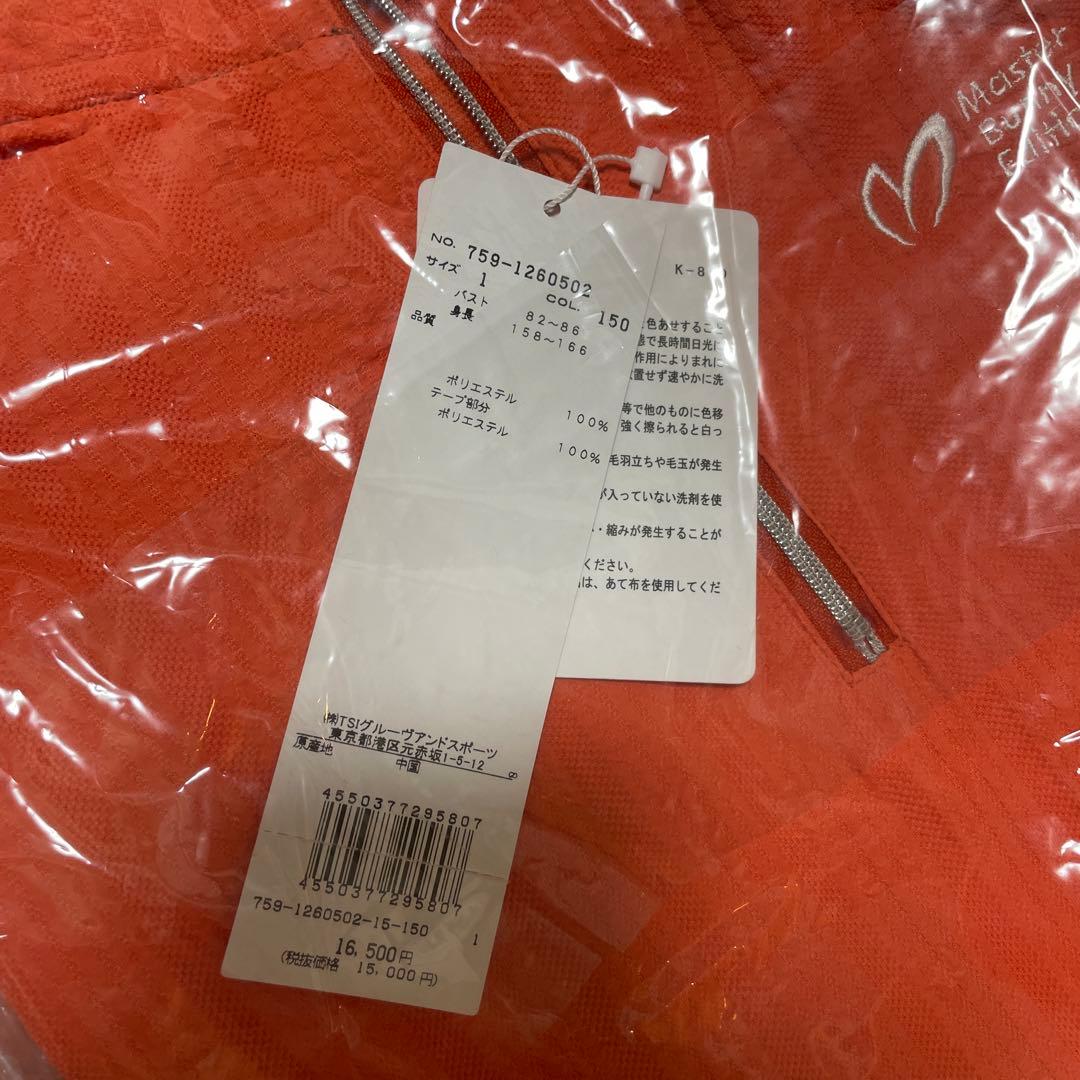 Master
Bunny
Edition
NO. 759-1260502
サイズ 1 COL. 150
バスト 82～86
身長 158～166
品質
ポリエステル 100%
テープ部分
ポリエステル 100%
㈱TSIグルーヴアンドスポーツ
東京都港区元赤坂1-5-12
原産地 中国 ∞
4550377295807
4550377295807
759-1260502-15-150 1
16,500円
(税抜価格 15,000円)
K-8
色あせすること
態で長時間日光に
作用によりまれに
放置せず速やかに洗
等で他のものに色移
強く擦られると白っ
毛羽立ちや毛玉が発生
が入っていない洗剤を使
・縮みが発生することが
ください。
は、あて布を使用してくだ